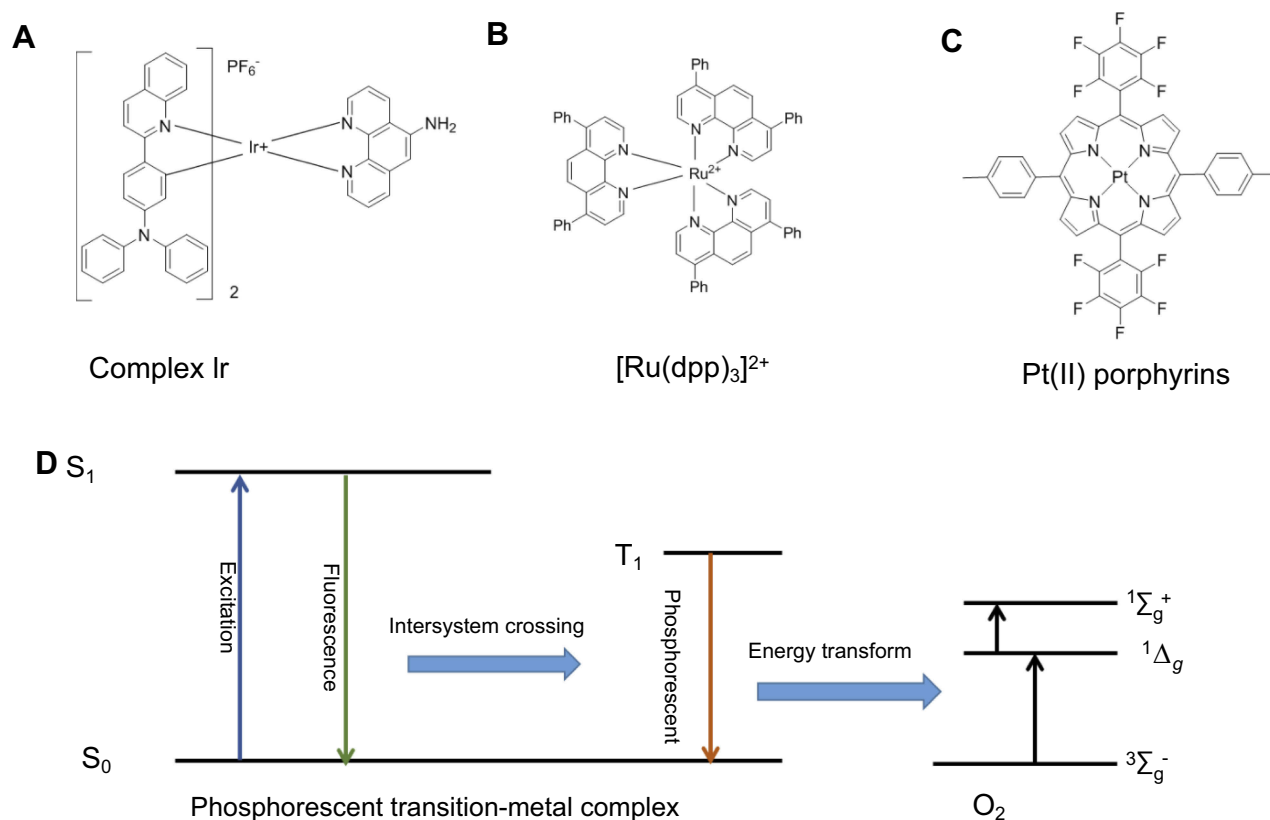 A
PF₆⁻
N
N
Ir+
N
N
NH₂
2
Complex Ir
B
Ph
Ph
Ph
Ph
Ph
Ph
N
N
N
N
N
N
Ru²⁺
[Ru(dpp)₃]²⁺
C
F
F
F
F
F
N
N
Pt
N
N
F
F
F
F
F
Pt(II) porphyrins
D
S₁
Excitation
Fluorescence
Intersystem crossing
T₁
Phosphorescent
Energy transform
¹Σg⁺
¹Δg
³Σg⁻
S₀
Phosphorescent transition-metal complex
O₂